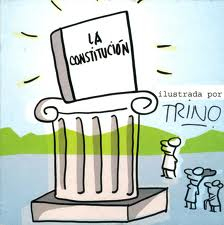 LA
CONSTITUCIÓN
ilustrada por
TRINO